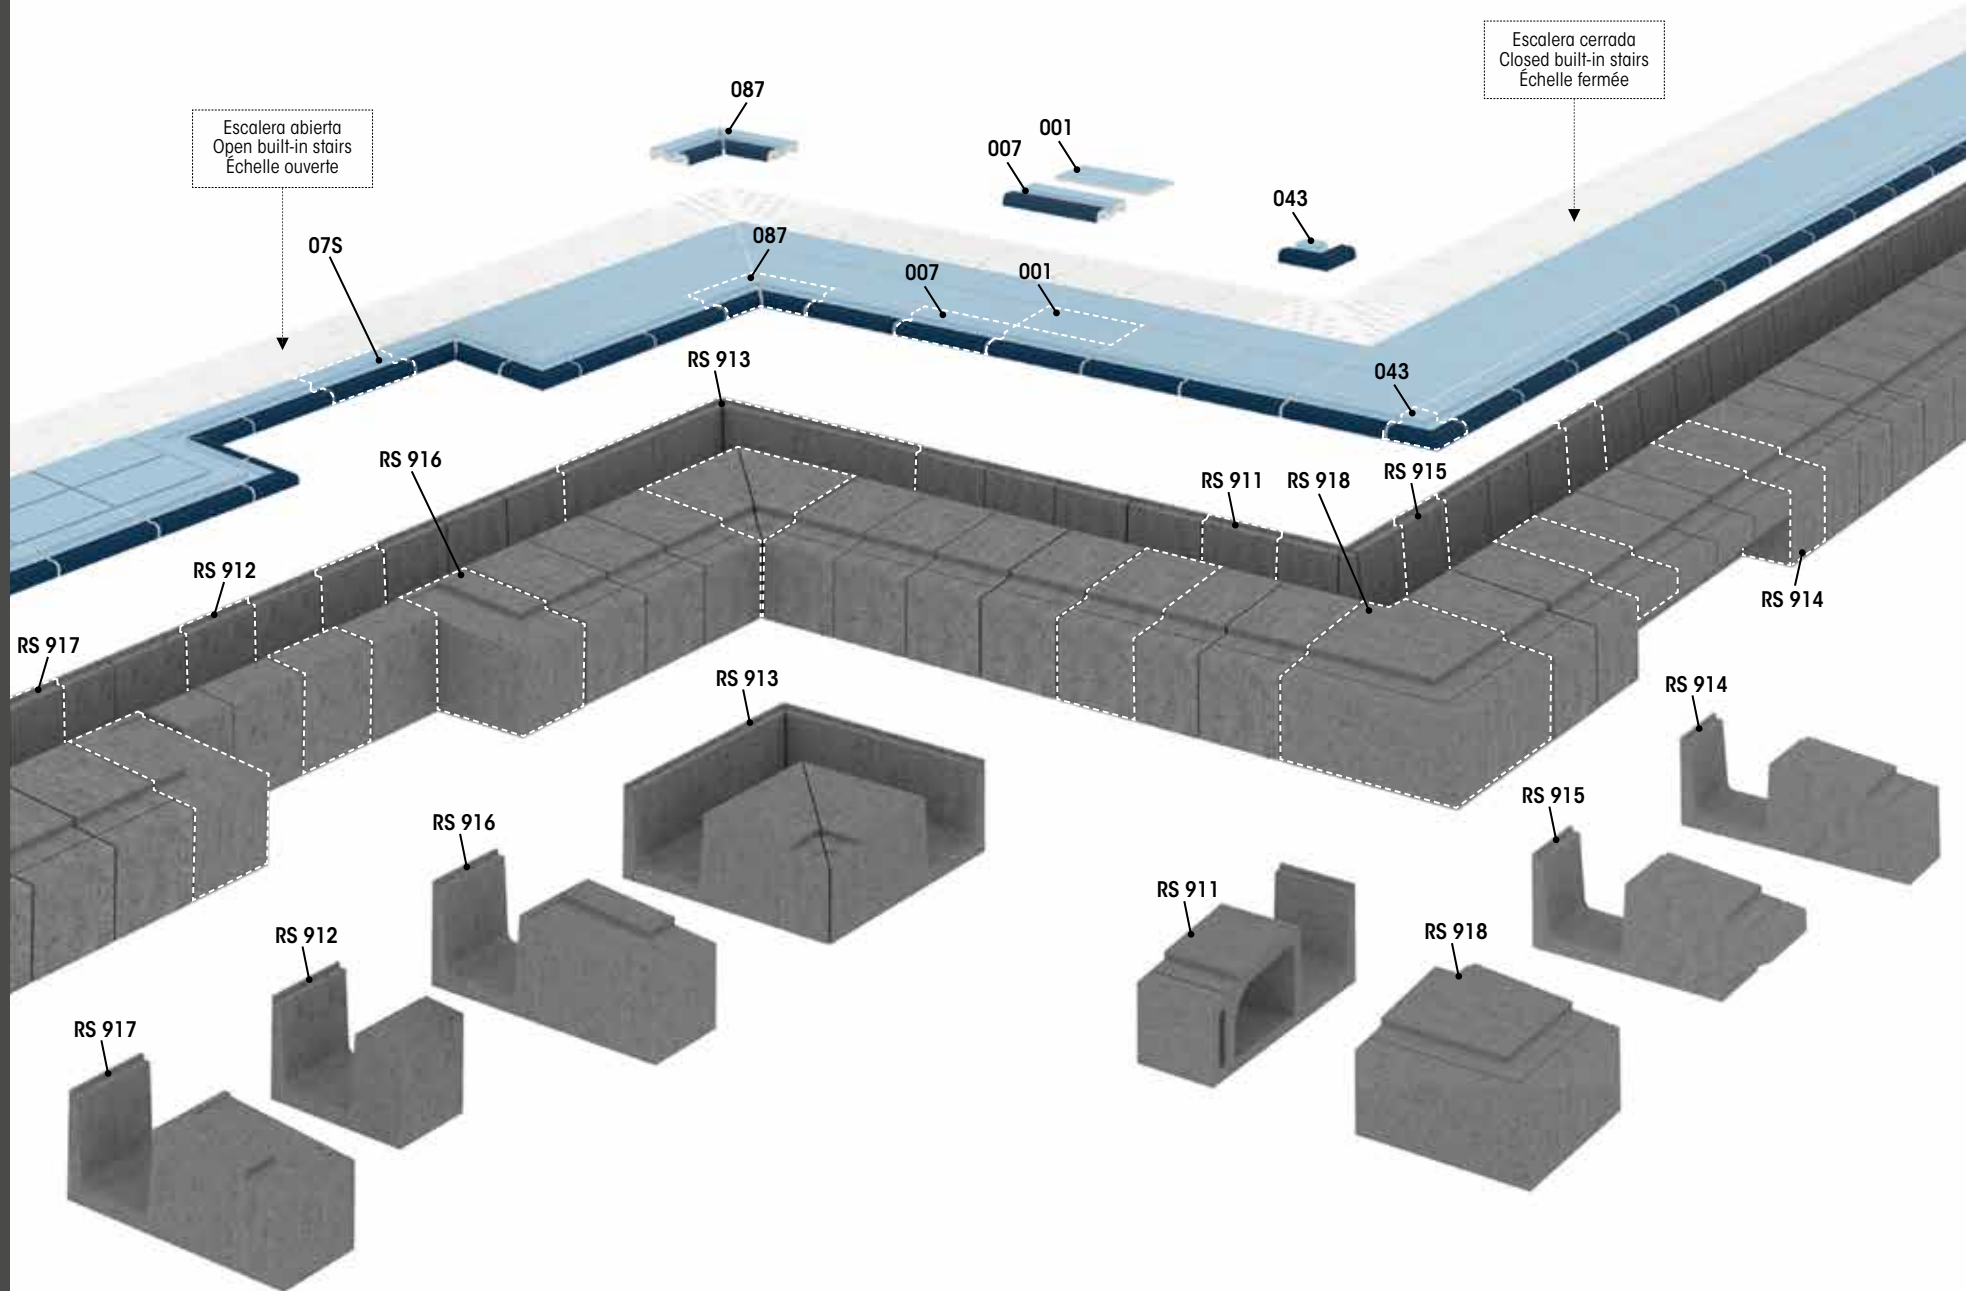 087
Escalera cerrada
Closed built-in stairs
Échelle fermée
Escalera abierta
Open built-in stairs
Échelle ouverte
001
007
043
07S
087
007
001
043
RS 913
RS 916
RS 911
RS 918
RS 915
RS 912
RS 914
RS 917
RS 913
RS 914
RS 916
RS 915
RS 911
RS 912
RS 918
RS 917